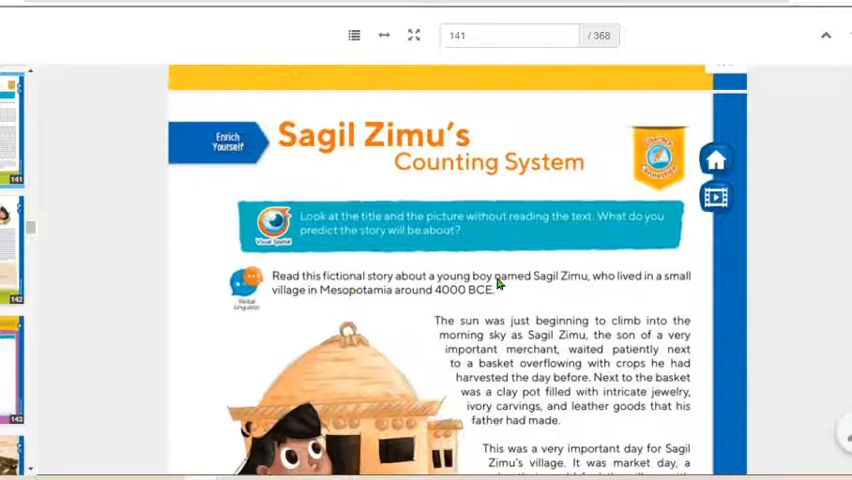 141
/ 368
Enrich
Yourself
Sagil Zimu's
Counting System
Literacy
Connection
Look at the title and the picture without reading the text. What do you
predict the story will be about?
Visual Spatial
Read this fictional story about a young boy named Sagil Zimu, who lived in a small
village in Mesopotamia around 4000 BCE.
Verbal
Linguistic
The sun was just beginning to climb into the
morning sky as Sagil Zimu, the son of a very
important merchant, waited patiently next
to a basket overflowing with crops he had
harvested the day before. Next to the basket
was a clay pot filled with intricate jewelry,
ivory carvings, and leather goods that his
father had made.
This was a very important day for Sagil
Zimu's village. It was market day, a
141
142
143